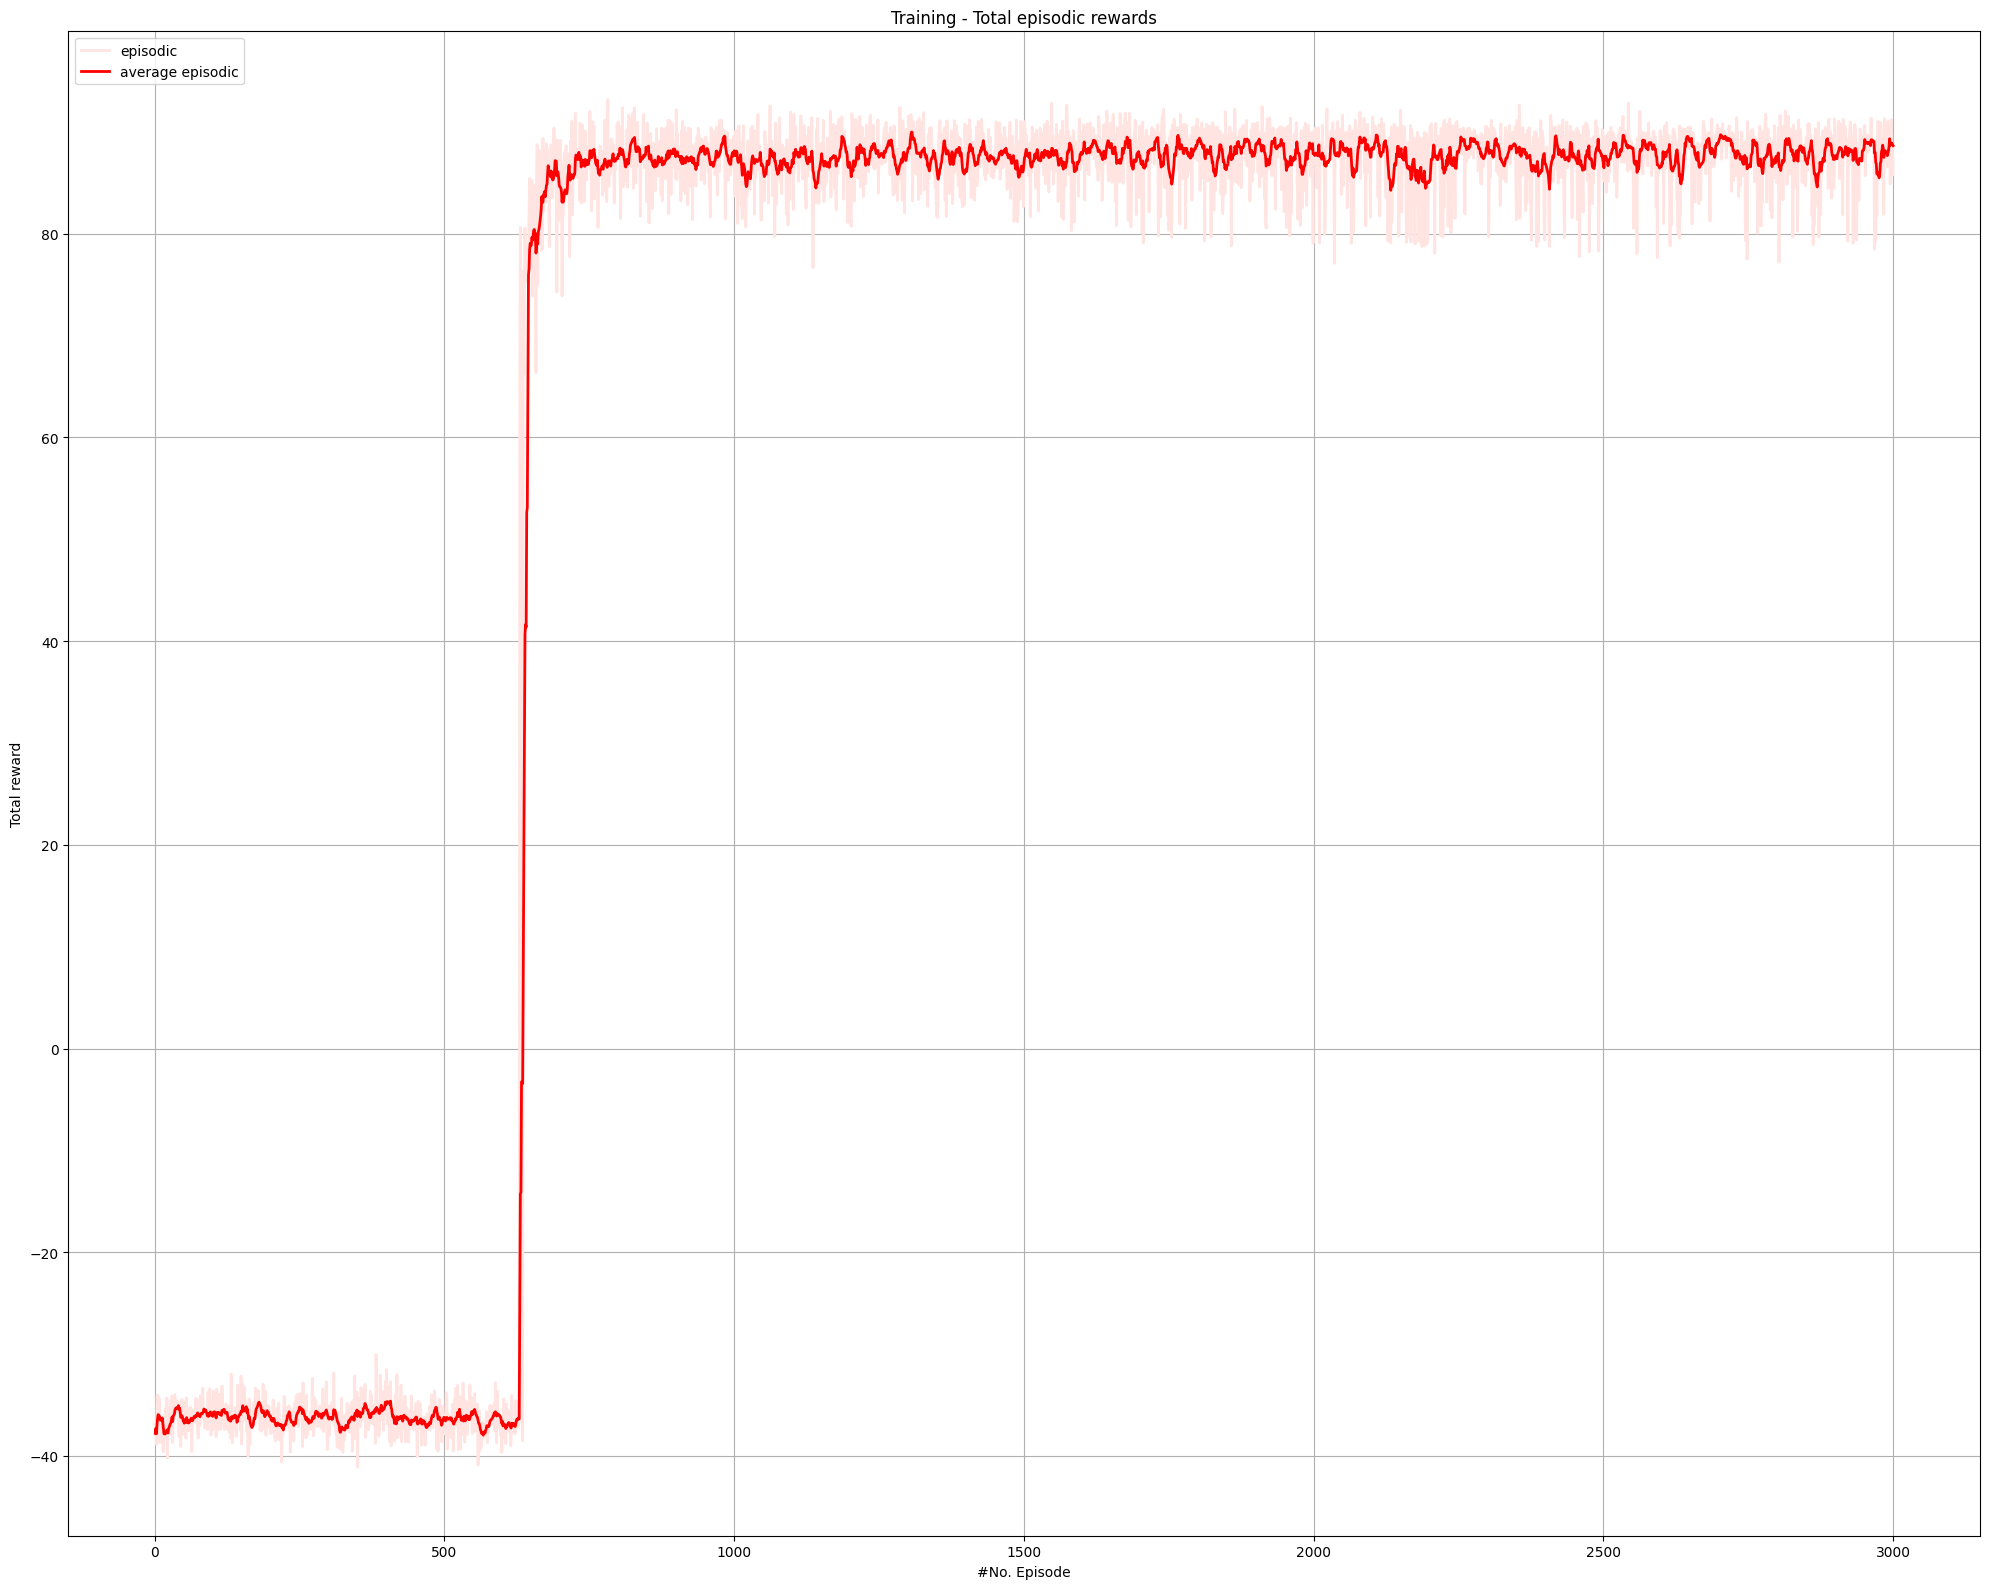 Training - Total episodic rewards
episodic
average episodic
80
60
40
20
0
−20
−40
Total reward
0 500 1000 1500 2000 2500 3000
#No. Episode